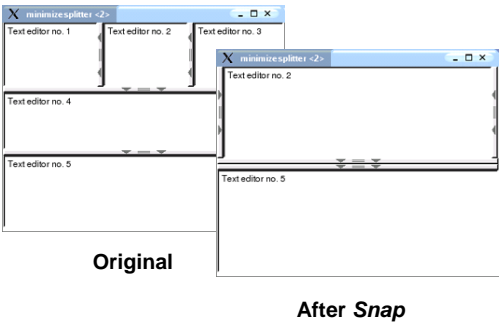 X minimizesplitter <2>
Text editor no. 1
Text editor no. 2
Text editor no. 3
Text editor no. 4
Text editor no. 5
Original
X minimizesplitter <2>
Text editor no. 2
Text editor no. 5
After Snap